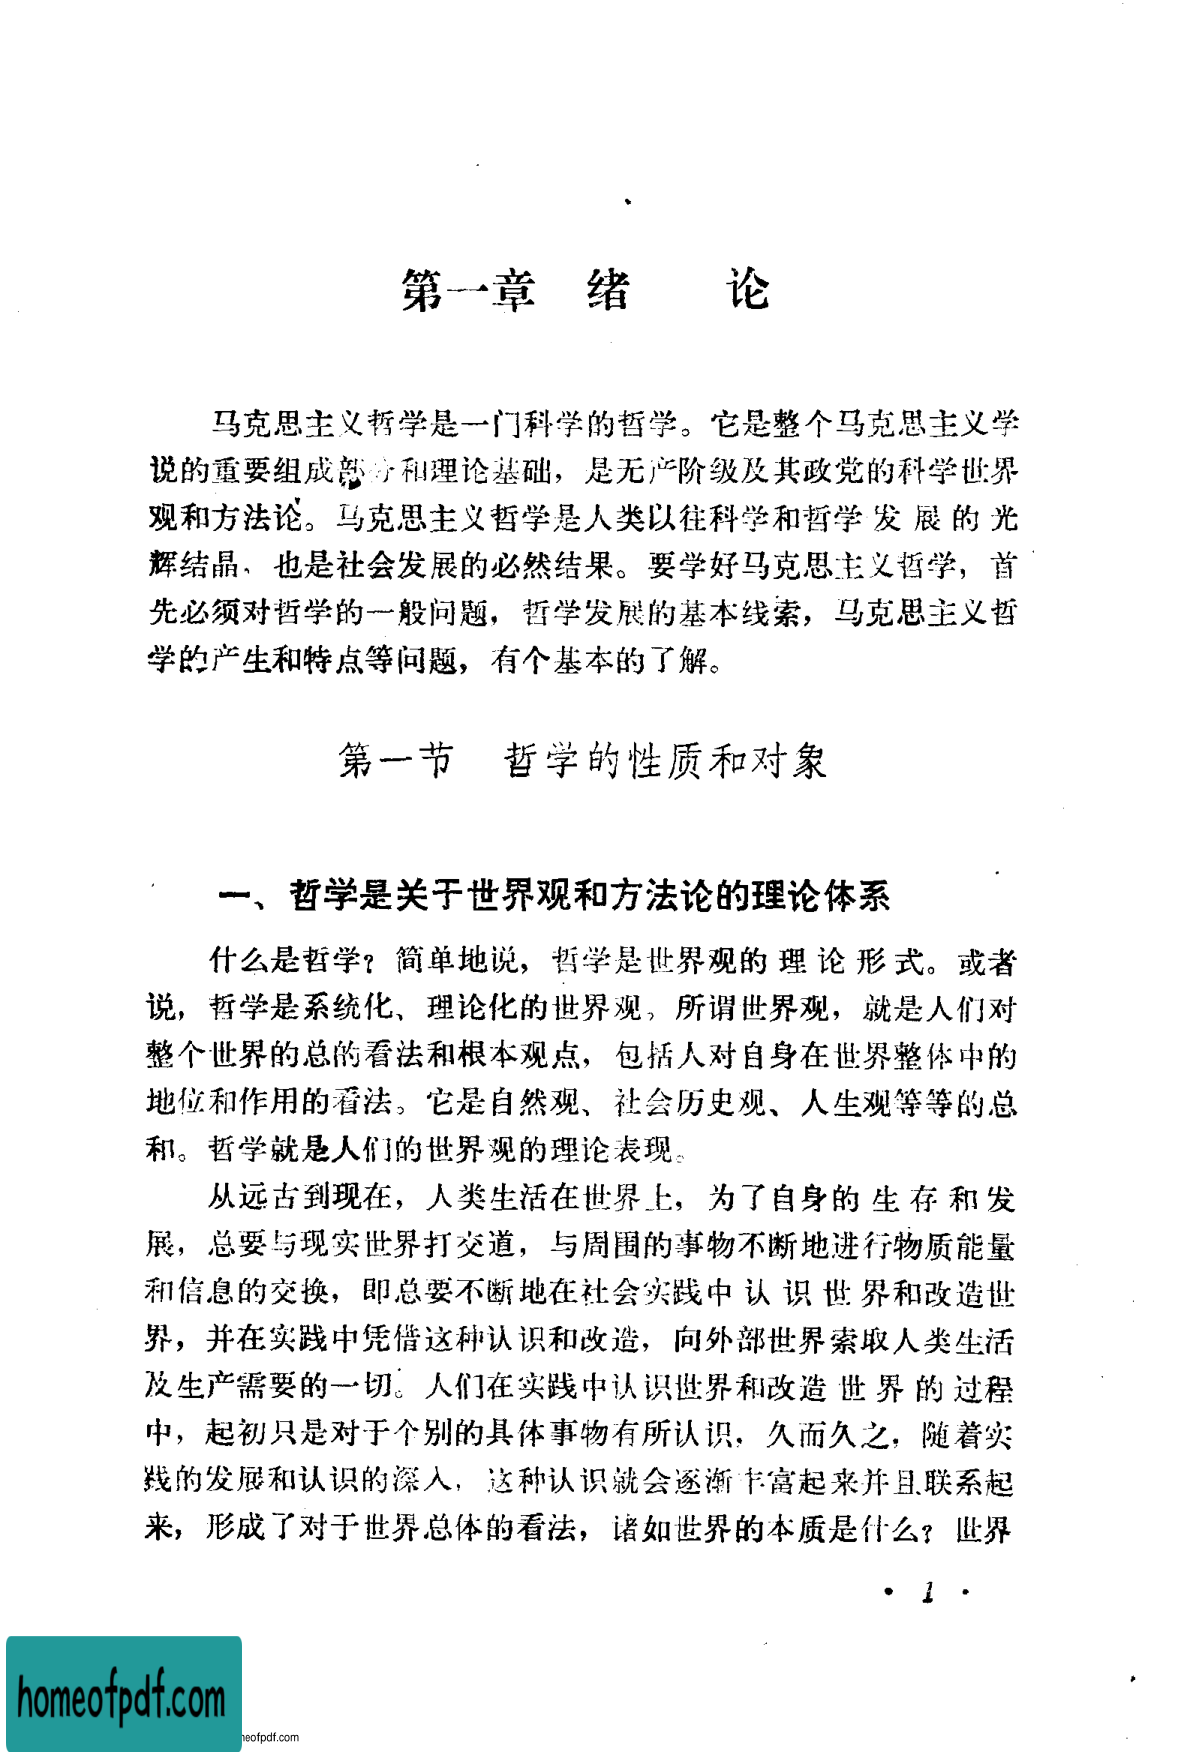 第一章 绪 论
马克思主义哲学是一门科学的哲学。它是整个马克思主义学
说的重要组成部分和理论基础，是无产阶级及其政党的科学世界
观和方法论。马克思主义哲学是人类以往科学和哲学发展的光
辉结晶、也是社会发展的必然结果。要学好马克思主义哲学，首
先必须对哲学的一般问题，哲学发展的基本线索，马克思主义哲
学的产生和特点等问题，有个基本的了解。
第一节 哲学的性质和对象
一、哲学是关于世界观和方法论的理论体系
什么是哲学？简单地说，哲学是世界观的理论形式。或者
说，哲学是系统化、理论化的世界观，所谓世界观，就是人们对
整个世界的总的看法和根本观点，包括人对自身在世界整体中的
地位和作用的看法。它是自然观、社会历史观、人生观等等的总
和。哲学就是人们的世界观的理论表现。
从远古到现在，人类生活在世界上，为了自身的生存和发
展，总要与现实世界打交道，与周围的事物不断地进行物质能量
和信息的交换，即总要不断地在社会实践中认识世界和改造世
界，并在实践中凭借这种认识和改造，向外部世界索取人类生活
及生产需要的一切。人们在实践中认识世界和改造世界的过程
中，起初只是对于个别的具体事物有所认识，久而久之，随着实
践的发展和认识的深入，这种认识就会逐渐丰富起来并且联系起
来，形成了对于世界总体的看法，诸如世界的本质是什么？世界
• 1 •
homeofpdf.com
neofpdf.com